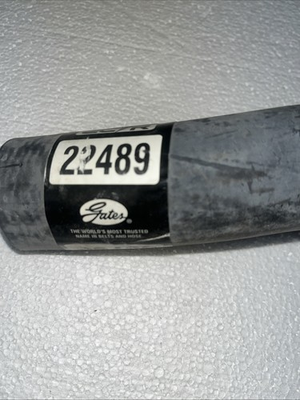 22489
Gates®
THE WORLD'S MOST TRUSTED
NAME IN BELTS AND HOSE.